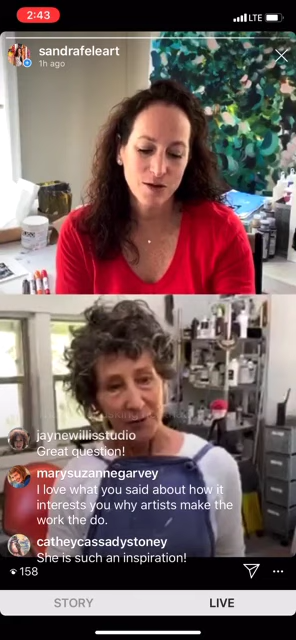 2:43
LTE
sandrafeleart
1h ago
jaynewillisstudio
Great question!
marysuzannegarvey
I love what you said about how it
interests you why artists make the
work the do.
catheycassadystoney
She is such an inspiration!
158
STORY
LIVE